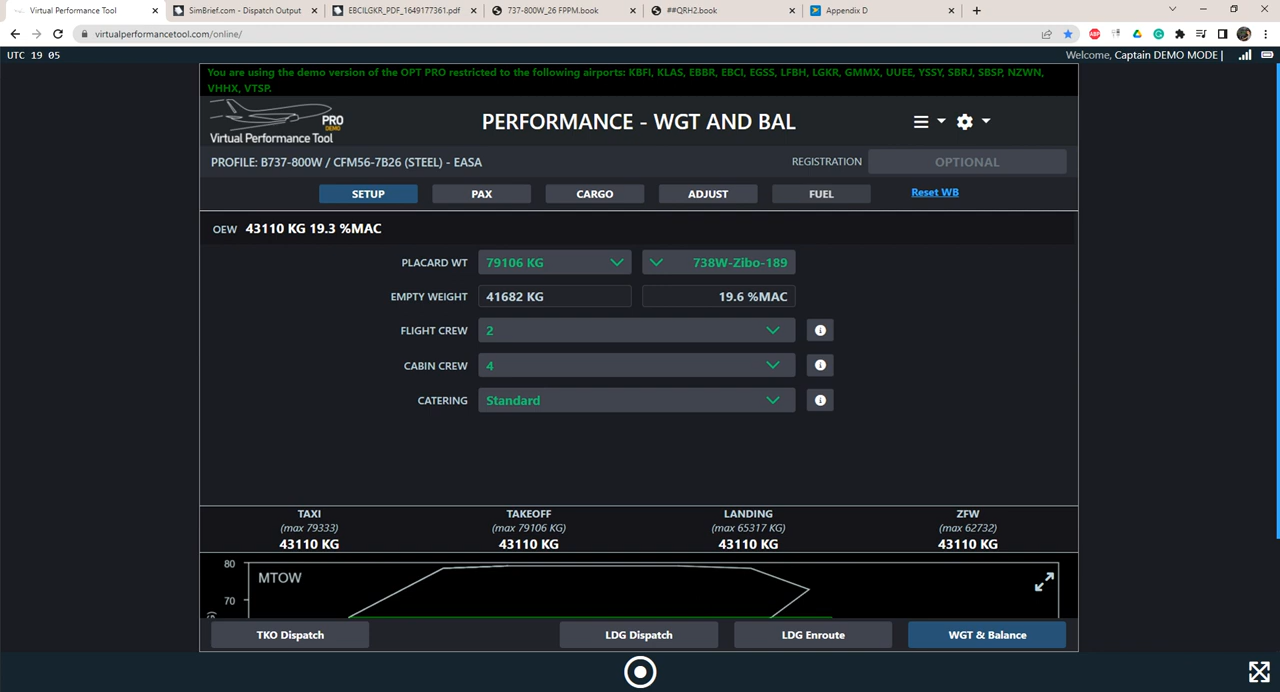 Virtual Performance Tool
SimBrief.com - Dispatch Output
EBCILGKR_PDF_1649177361.pdf
737-800W_26 FPPM.book
##QRH2.book
Appendix D
virtualperformancetool.com/online/
ABP
UTC 19 05
Welcome, Captain DEMO MODE |
You are using the demo version of the OPT PRO restricted to the following airports: KBFI, KLAS, EBBR, EBCI, EGSS, LFBH, LGKR, GMMX, UUEE, YSSY, SBRJ, SBSP, NZWN,
VHHX, VTSP.
PRO
DEMO
Virtual Performance Tool
PERFORMANCE - WGT AND BAL
PROFILE: B737-800W / CFM56-7B26 (STEEL) - EASA
REGISTRATION
OPTIONAL
SETUP
PAX
CARGO
ADJUST
FUEL
Reset WB
OEW 43110 KG 19.3 %MAC
PLACARD WT 79106 KG 738W-Zibo-189
EMPTY WEIGHT 41682 KG 19.6 %MAC
FLIGHT CREW 2
CABIN CREW 4
CATERING Standard
TAXI TAKEOFF LANDING ZFW
(max 79333) (max 79106 KG) (max 65317 KG) (max 62732)
43110 KG 43110 KG 43110 KG 43110 KG
80
MTOW
70
TKO Dispatch
LDG Dispatch
LDG Enroute
WGT & Balance